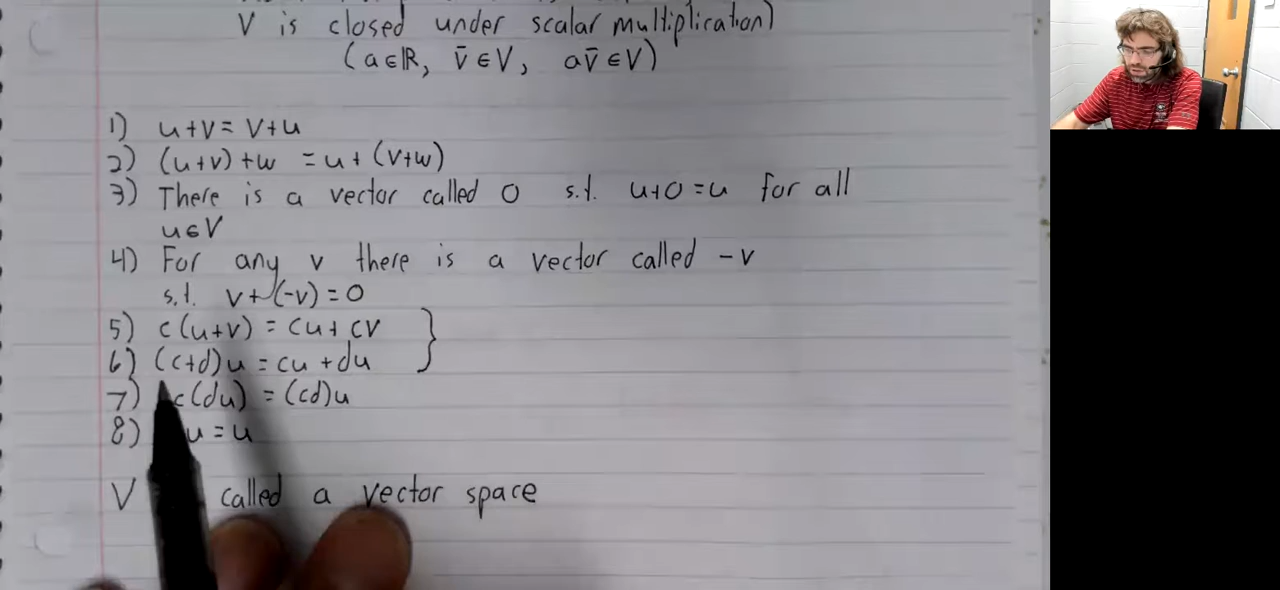 V is closed under scalar multiplication)
(a∈ℝ, v̄∈V, av̄∈V)
1) u+v = v+u
2) (u+v)+w = u+(v+w)
3) There is a vector called 0 s.t. u+0=u for all
u∈V
4) For any v there is a vector called -v
s.t. v+(-v)=0
5) c(u+v) = cu+cv }
6) (c+d)u = cu+du
7) c(du) = (cd)u
8) u = u
V called a vector space